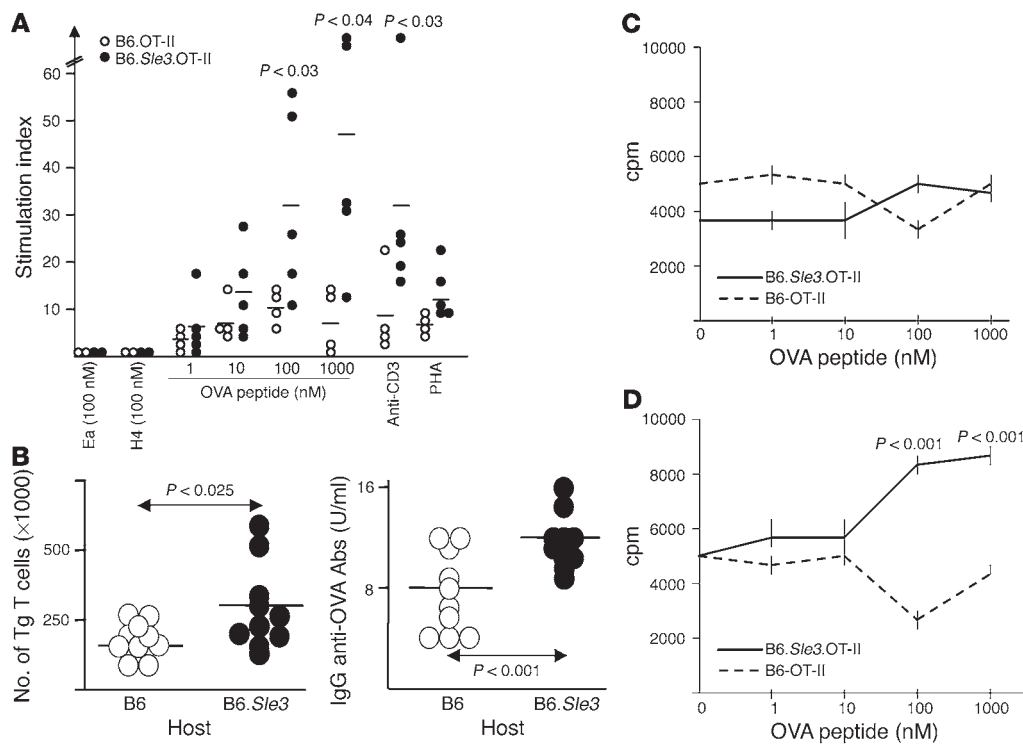 A
P < 0.04 P < 0.03
B6.OT-II
B6.Sle3.OT-II
P < 0.03
Stimulation index
60
50
40
30
20
10
1 10 100 1000
OVA peptide (nM)
Ea (100 nM)
H4 (100 nM)
Anti-CD3
PHA
B
No. of Tg T cells (×1000)
P < 0.025
500
250
B6 B6.Sle3
Host
IgG anti-OVA Abs (U/ml)
16
8
P < 0.001
B6 B6.Sle3
Host
C
10000
8000
6000
4000
2000
cpm
B6.Sle3.OT-II
B6-OT-II
0 1 10 100 1000
OVA peptide (nM)
D
10000
P < 0.001 P < 0.001
8000
6000
4000
2000
cpm
B6.Sle3.OT-II
B6-OT-II
0 1 10 100 1000
OVA peptide (nM)